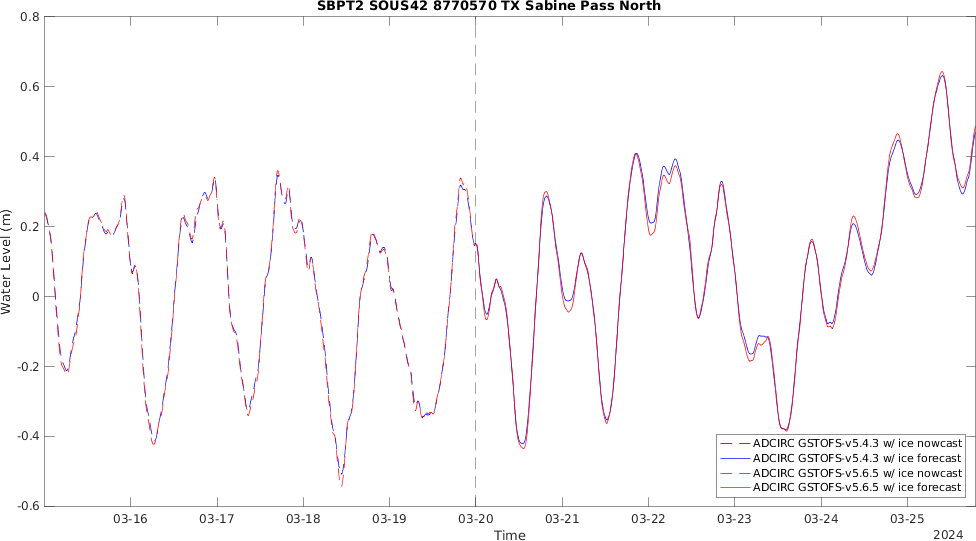 SBPT2 SOUS42 8770570 TX Sabine Pass North
0.8
0.6
0.4
0.2
0
-0.2
-0.4
-0.6
Water Level (m)
ADCIRC GSTOFS-v5.4.3 w/ ice nowcast
ADCIRC GSTOFS-v5.4.3 w/ ice forecast
ADCIRC GSTOFS-v5.6.5 w/ ice nowcast
ADCIRC GSTOFS-v5.6.5 w/ ice forecast
03-16 03-17 03-18 03-19 03-20 03-21 03-22 03-23 03-24 03-25
Time
2024